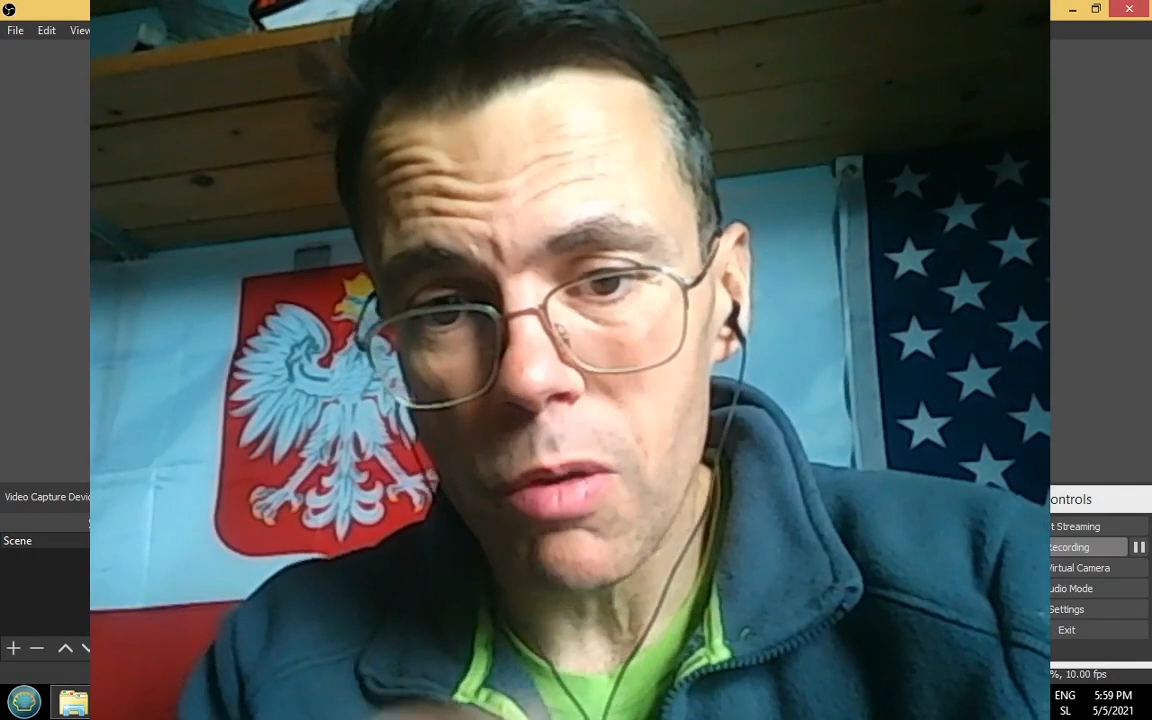 File Edit View
Video Capture Devi
Scene
ontrols
t Streaming
ecording
Virtual Camera
udio Mode
Settings
Exit
%, 10.00 fps
ENG 5:59 PM
SL 5/5/2021